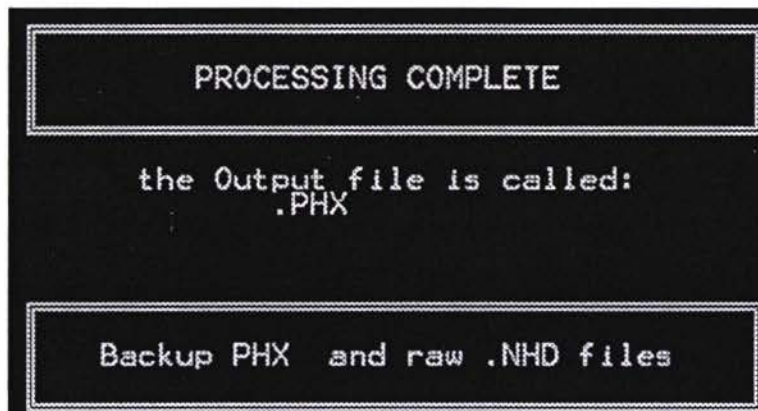 PROCESSING COMPLETE
the Output file is called:
.PHX
Backup PHX  and raw .NHD files